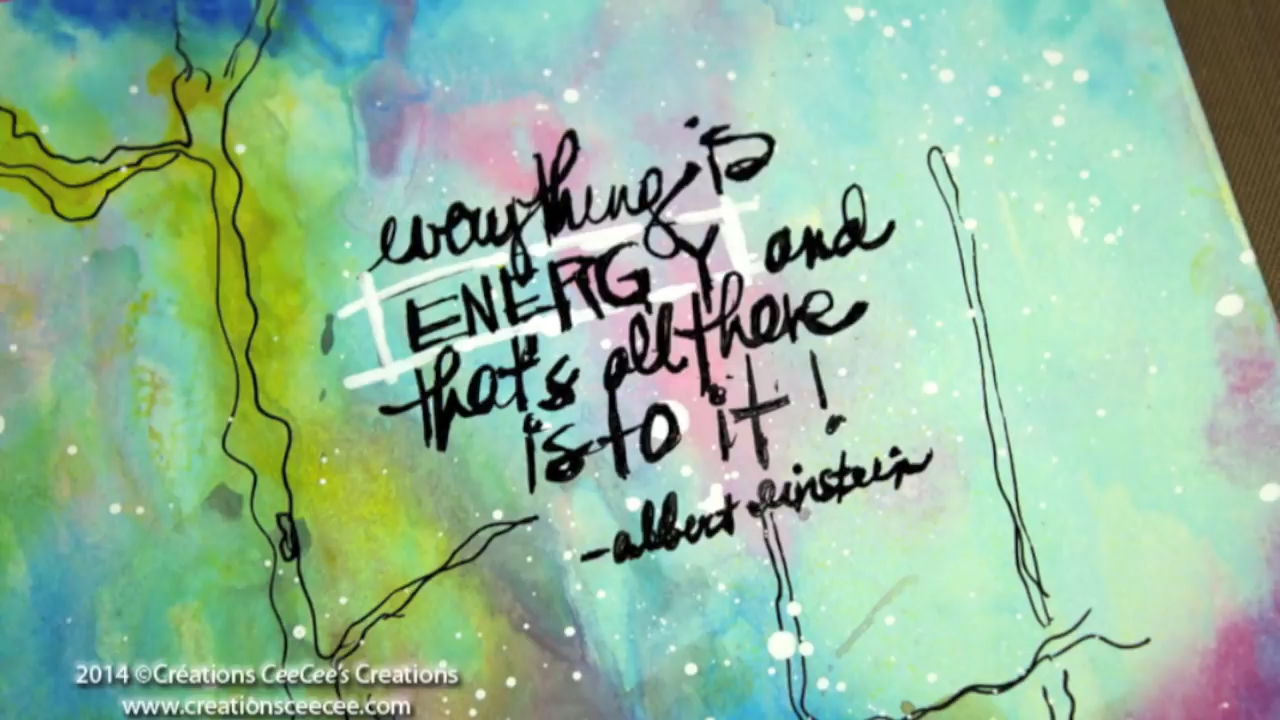 everything is
ENERGY and
that's all there
is to it!
-albert einstein
2014 ©Créations CeeCee's Creations
www.creationsceecee.com